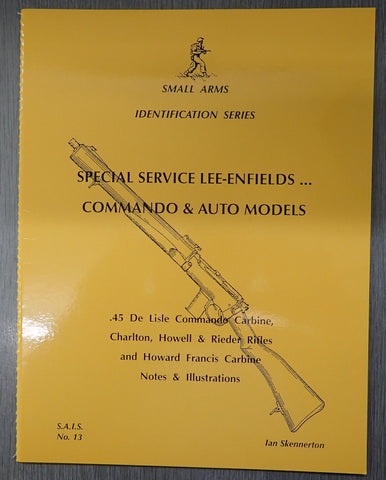 SMALL ARMS
IDENTIFICATION SERIES
SPECIAL SERVICE LEE-ENFIELDS ...
COMMANDO & AUTO MODELS
.45 De Lisle Commando Carbine,
Charlton, Howell & Rieder Rifles
and Howard Francis Carbine
Notes & Illustrations
S.A.I.S.
No. 13
Ian Skennerton